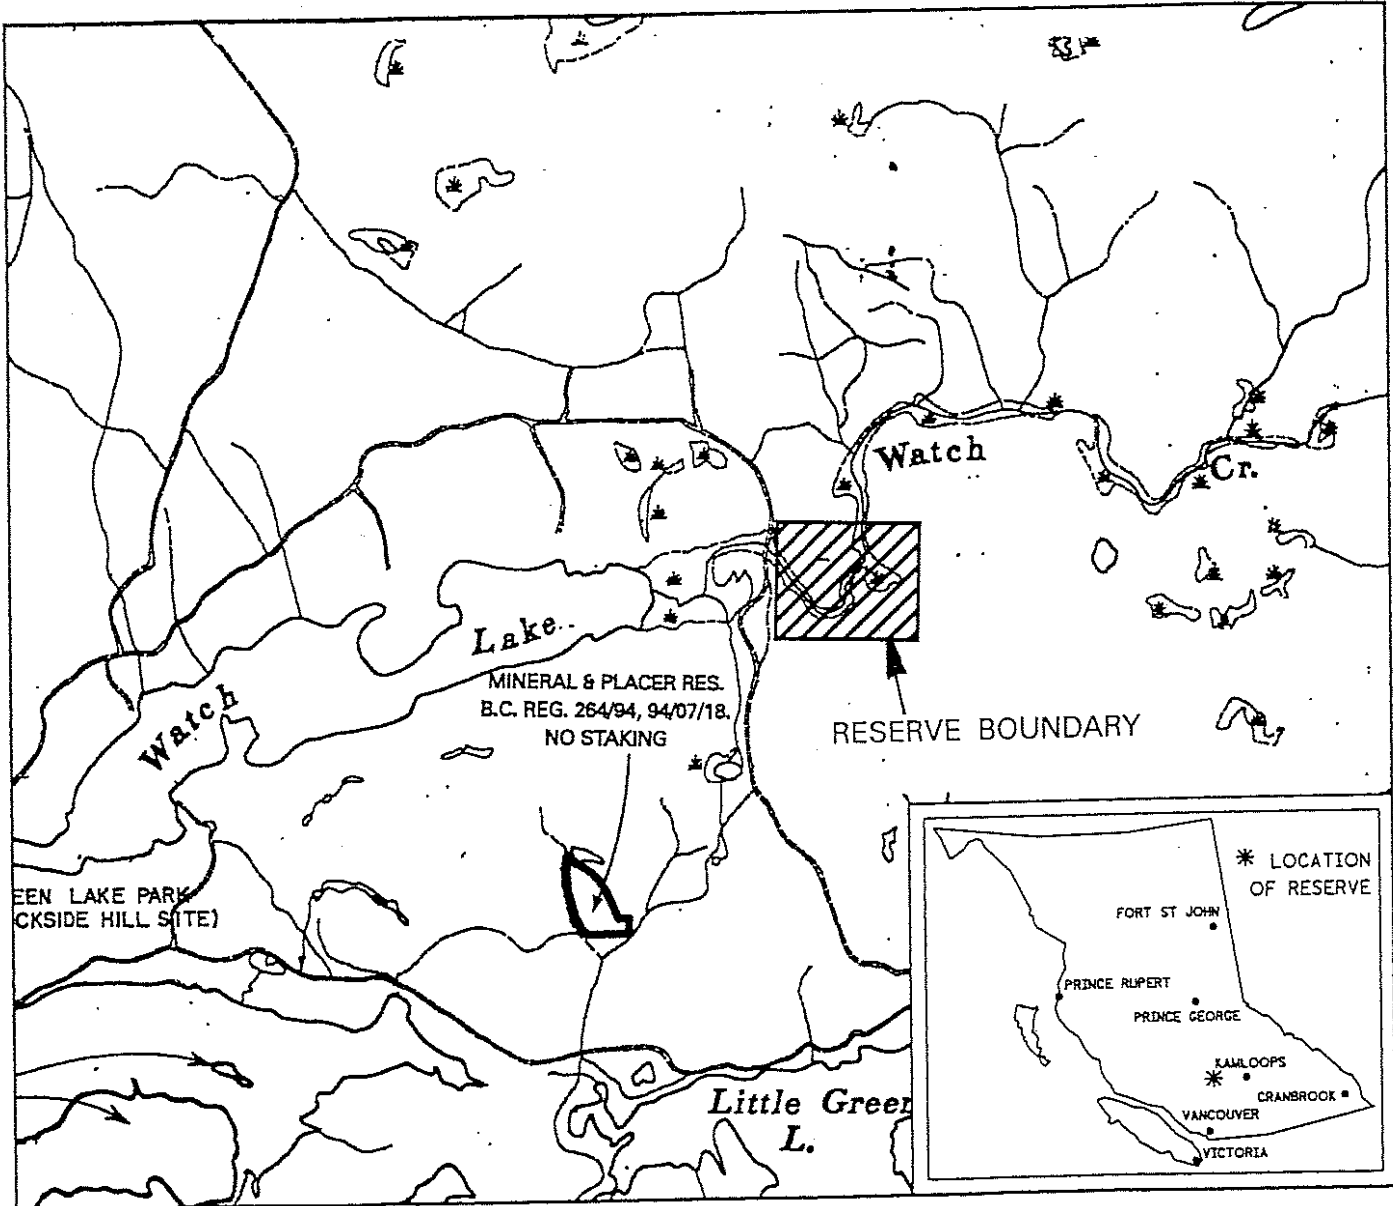 Watch
Cr.
Lake
MINERAL & PLACER RES.
B.C. REG. 264/94, 94/07/18.
NO STAKING
Watch
RESERVE BOUNDARY
EEN LAKE PARK
CKSIDE HILL SITE)
LOCATION
OF RESERVE
FORT ST JOHN
PRINCE RUPERT
PRINCE GEORGE
KAMLOOPS
CRANBROOK
VANCOUVER
VICTORIA
Little Green
L.